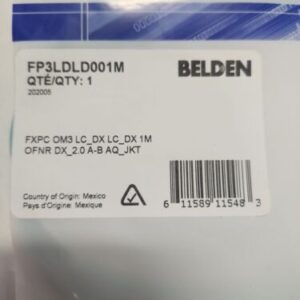 FP3LDLD001M
QTÉ/QTY: 1
202005
BELDEN
FXPC OM3 LC_DX LC_DX 1M
OFNR DX_2.0 A-B AQ_JKT
Country of Origin: Mexico
Pays d'Origine: Mexique
6 11589 11548 3